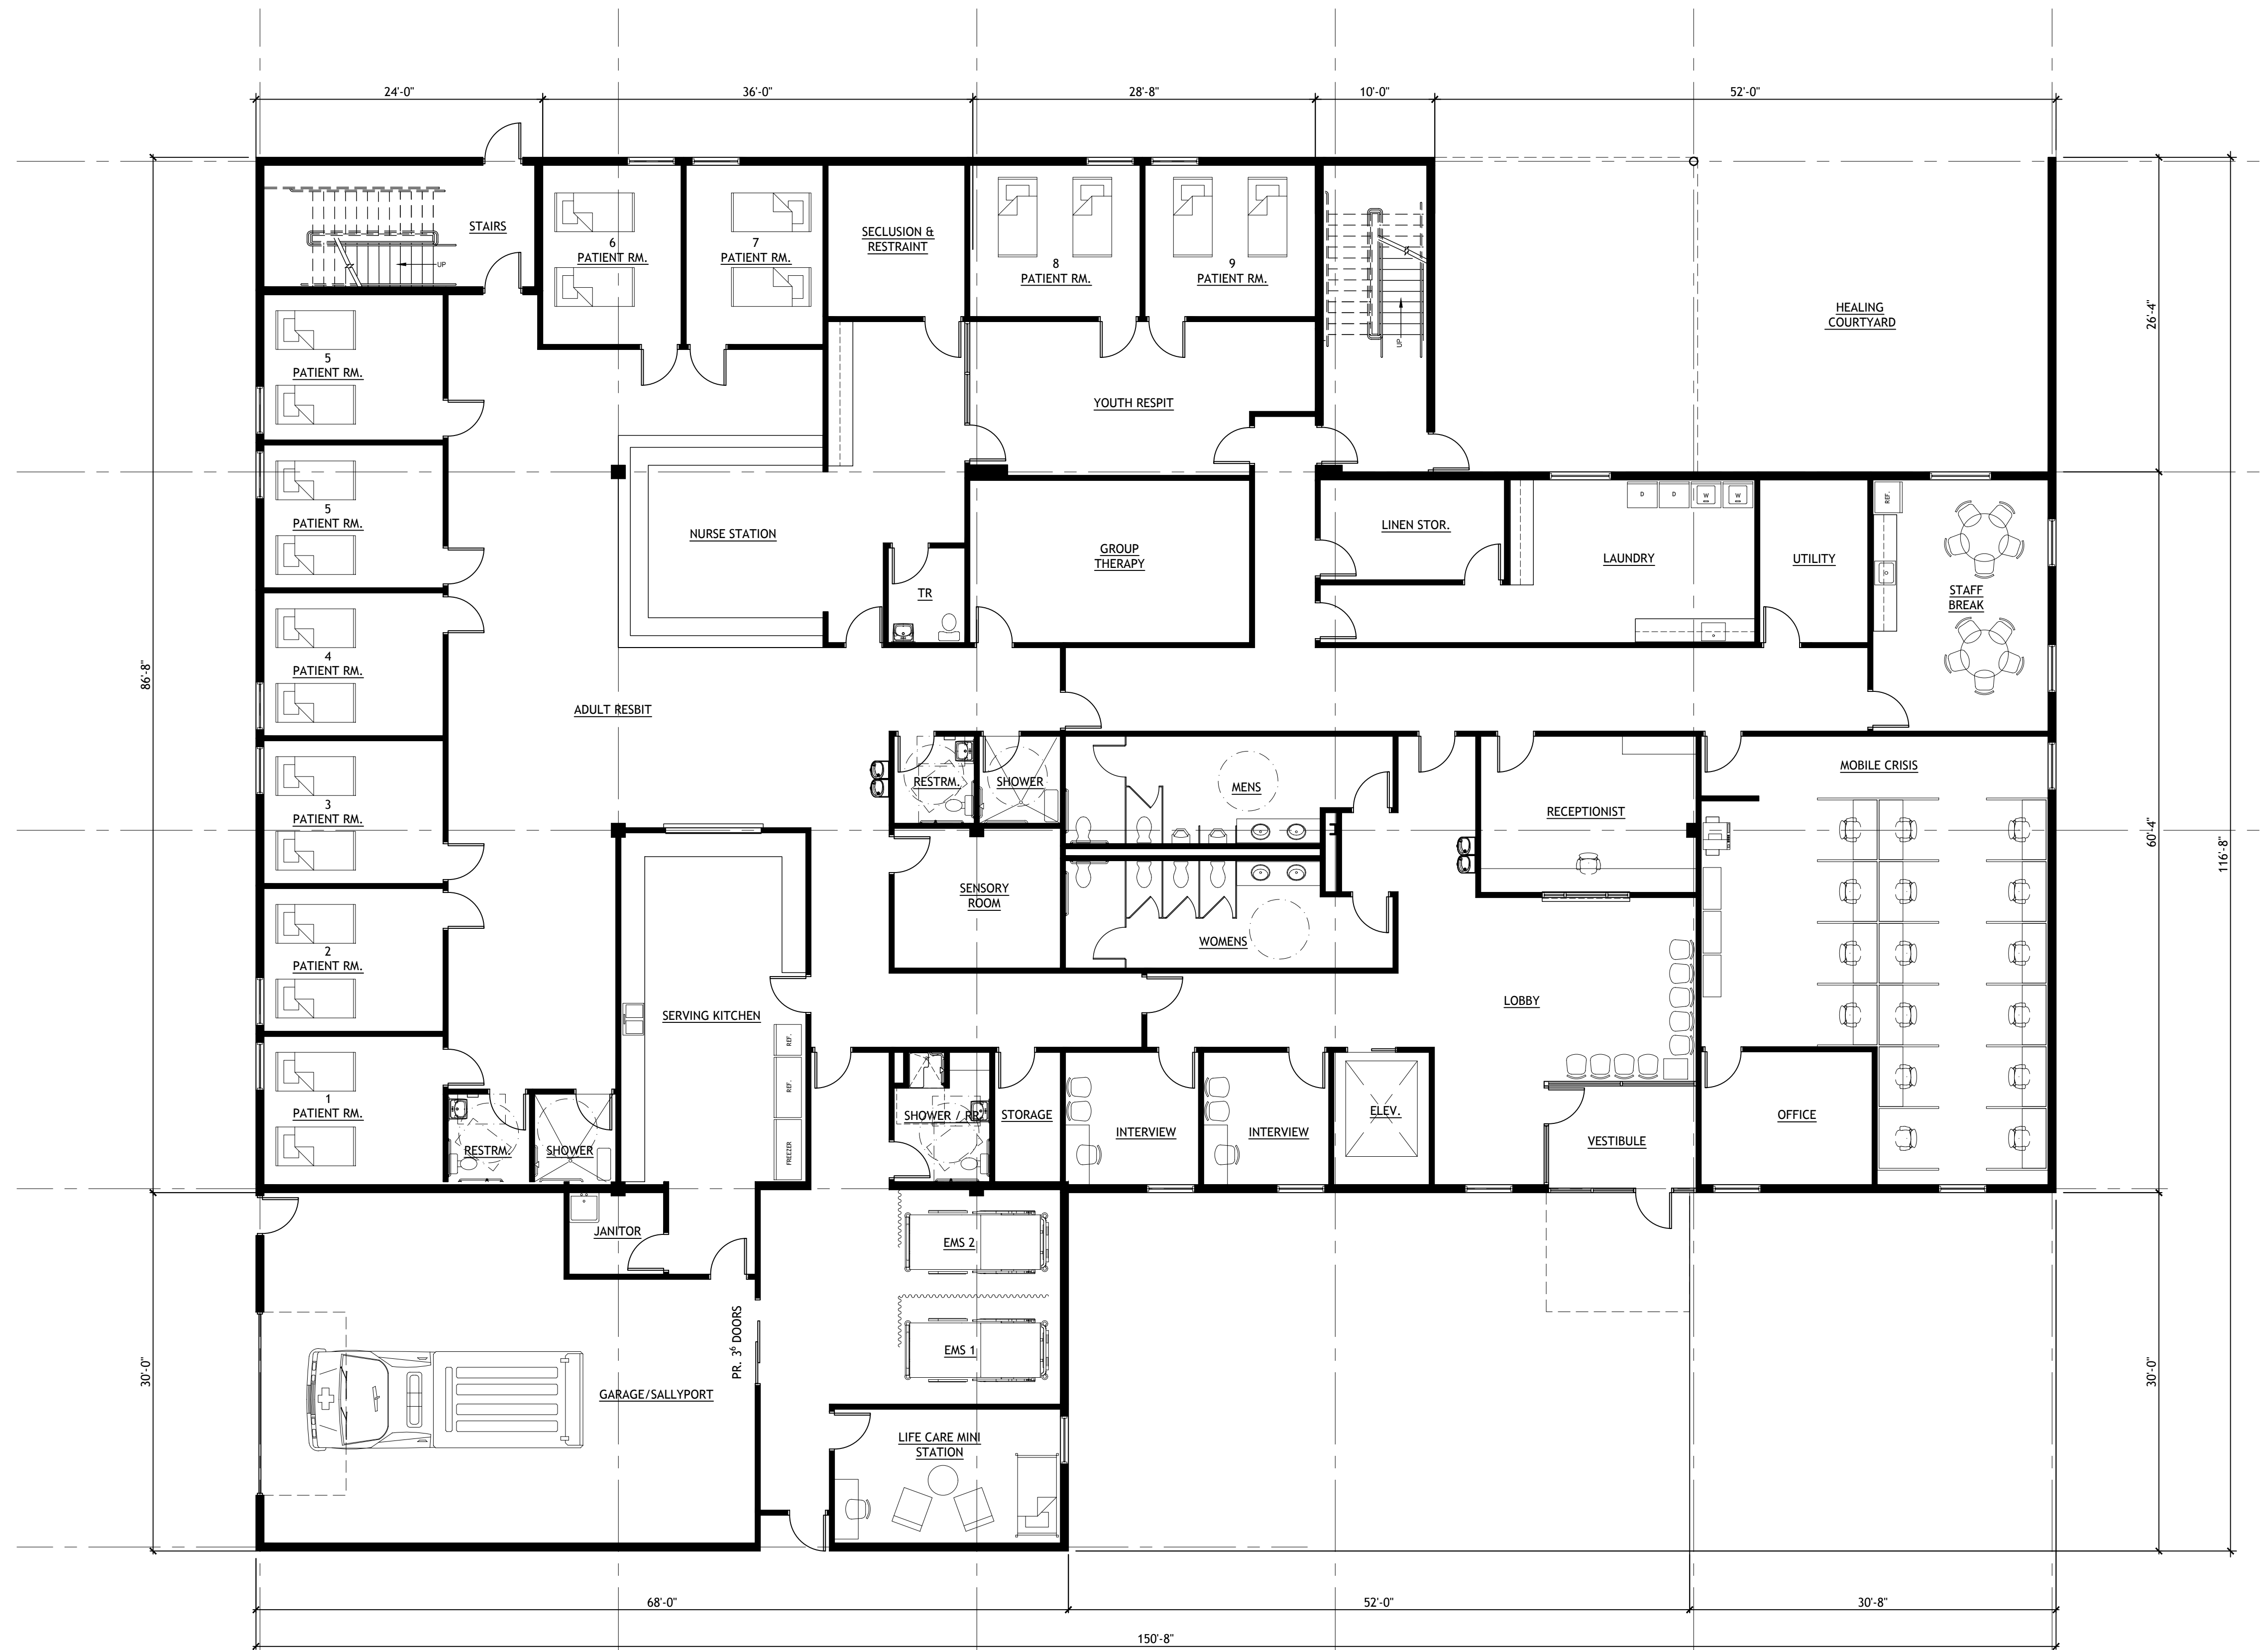 24'-0"
36'-0"
28'-8"
10'-0"
52'-0"
STAIRS
UP
6
PATIENT RM.
7
PATIENT RM.
SECLUSION &
RESTRAINT
8
PATIENT RM.
9
PATIENT RM.
UP
HEALING
COURTYARD
26'-4"
5
PATIENT RM.
YOUTH RESPIT
5
PATIENT RM.
NURSE STATION
GROUP
THERAPY
TR
LINEN STOR.
D
D
W
W
LAUNDRY
UTILITY
REF.
STAFF
BREAK
86'-8"
4
PATIENT RM.
ADULT RESBIT
RESTRM.
SHOWER
MENS
RECEPTIONIST
MOBILE CRISIS
3
PATIENT RM.
60'-4"
116'-8"
SENSORY
ROOM
WOMENS
2
PATIENT RM.
SERVING KITCHEN
REF.
REF.
FREEZER
LOBBY
1
PATIENT RM.
RESTRM.
SHOWER
SHOWER / RR
STORAGE
INTERVIEW
INTERVIEW
ELEV.
VESTIBULE
OFFICE
JANITOR
EMS 2
PR. 3⁶ DOORS
EMS 1
30'-0"
GARAGE/SALLYPORT
LIFE CARE MINI
STATION
30'-0"
68'-0"
52'-0"
30'-8"
150'-8"